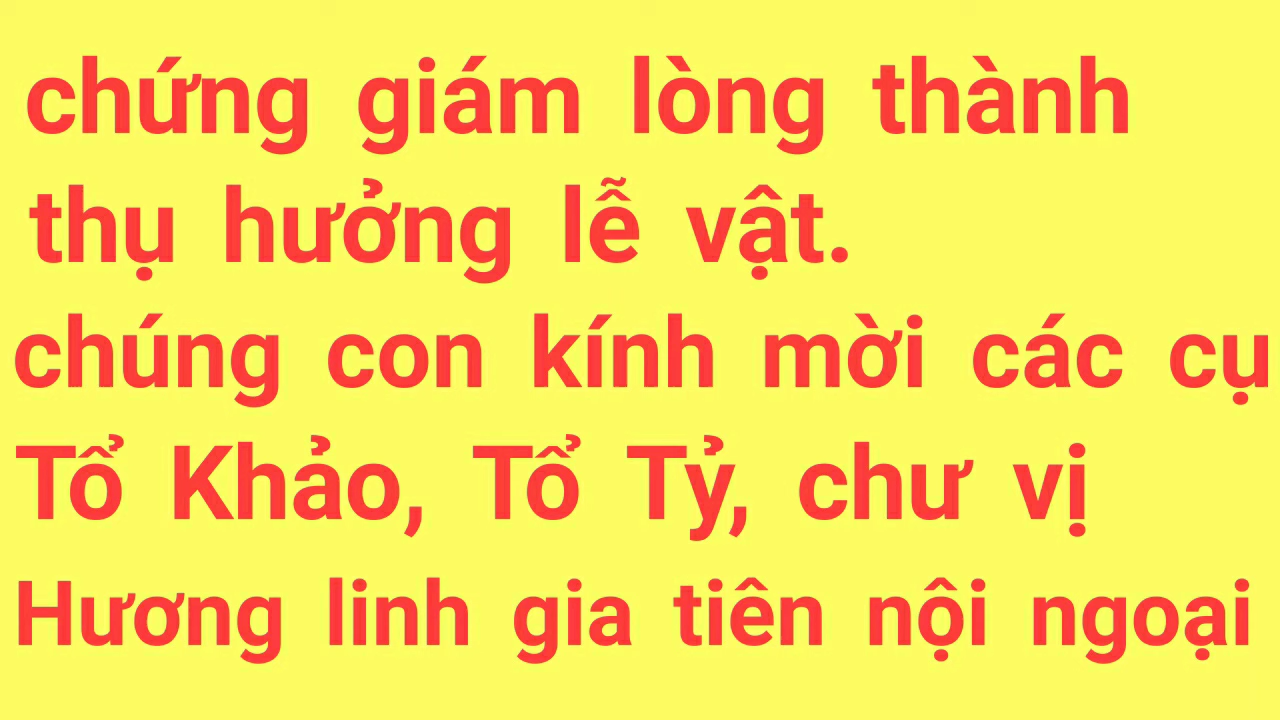 chứng giám lòng thành
thụ hưởng lễ vật.
chúng con kính mời các cụ
Tổ Khảo, Tổ Tỷ, chư vị
Hương linh gia tiên nội ngoại